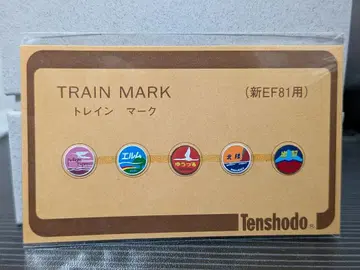 TRAIN MARK
(新EF81用)
トレイン マーク
エルム
ゆうづる
北陸
Tenshodo